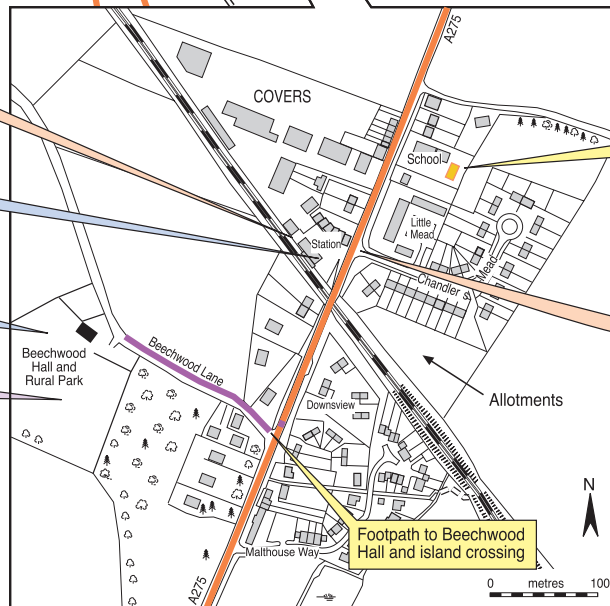 A275
COVERS
School
Little
Mead
Station
Chandler's
Mead
Beechwood
Hall and
Rural Park
Beechwood Lane
Downsview
Allotments
Footpath to Beechwood
Hall and island crossing
Malthouse Way
A275
N
0 metres 100